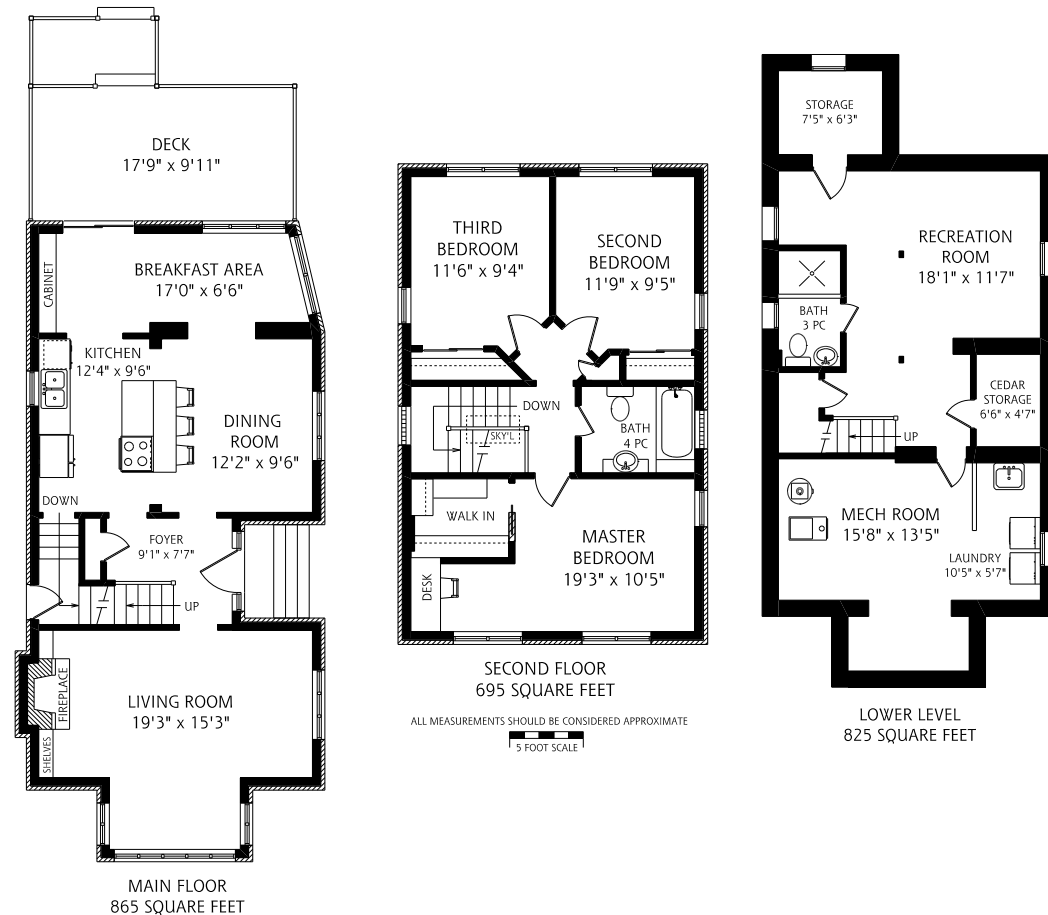 DECK
17'9" x 9'11"
BREAKFAST AREA
17'0" x 6'6"
CABINET
KITCHEN
12'4" x 9'6"
DINING
ROOM
12'2" x 9'6"
DOWN
FOYER
9'1" x 7'7"
UP
LIVING ROOM
19'3" x 15'3"
FIREPLACE
SHELVES
MAIN FLOOR
865 SQUARE FEET
THIRD
BEDROOM
11'6" x 9'4"
SECOND
BEDROOM
11'9" x 9'5"
DOWN
SKY'L
BATH
4 PC
WALK IN
MASTER
BEDROOM
19'3" x 10'5"
DESK
SECOND FLOOR
695 SQUARE FEET
ALL MEASUREMENTS SHOULD BE CONSIDERED APPROXIMATE
5 FOOT SCALE
STORAGE
7'5" x 6'3"
RECREATION
ROOM
18'1" x 11'7"
BATH
3 PC
CEDAR
STORAGE
6'6" x 4'7"
UP
MECH ROOM
15'8" x 13'5"
LAUNDRY
10'5" x 5'7"
LOWER LEVEL
825 SQUARE FEET